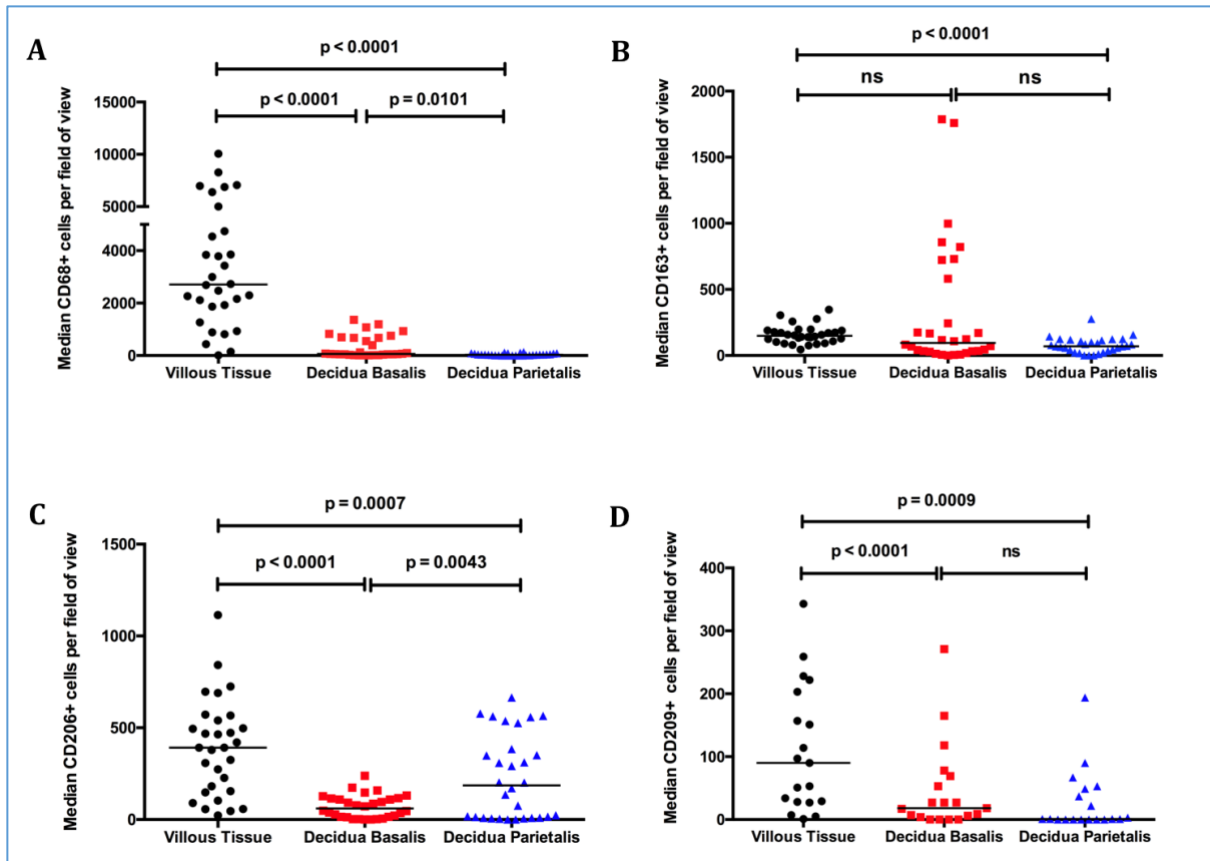 A
p < 0.0001
p < 0.0001
p = 0.0101
Median CD68+ cells per field of view
15000
10000
5000
4000
2000
0
Villous Tissue
Decidua Basalis
Decidua Parietalis
B
p < 0.0001
ns
ns
Median CD163+ cells per field of view
2000
1500
1000
500
0
Villous Tissue
Decidua Basalis
Decidua Parietalis
C
p = 0.0007
p < 0.0001
p = 0.0043
Median CD206+ cells per field of view
1500
1000
500
0
Villous Tissue
Decidua Basalis
Decidua Parietalis
D
p = 0.0009
p < 0.0001
ns
Median CD209+ cells per field of view
400
300
200
100
0
Villous Tissue
Decidua Basalis
Decidua Parietalis